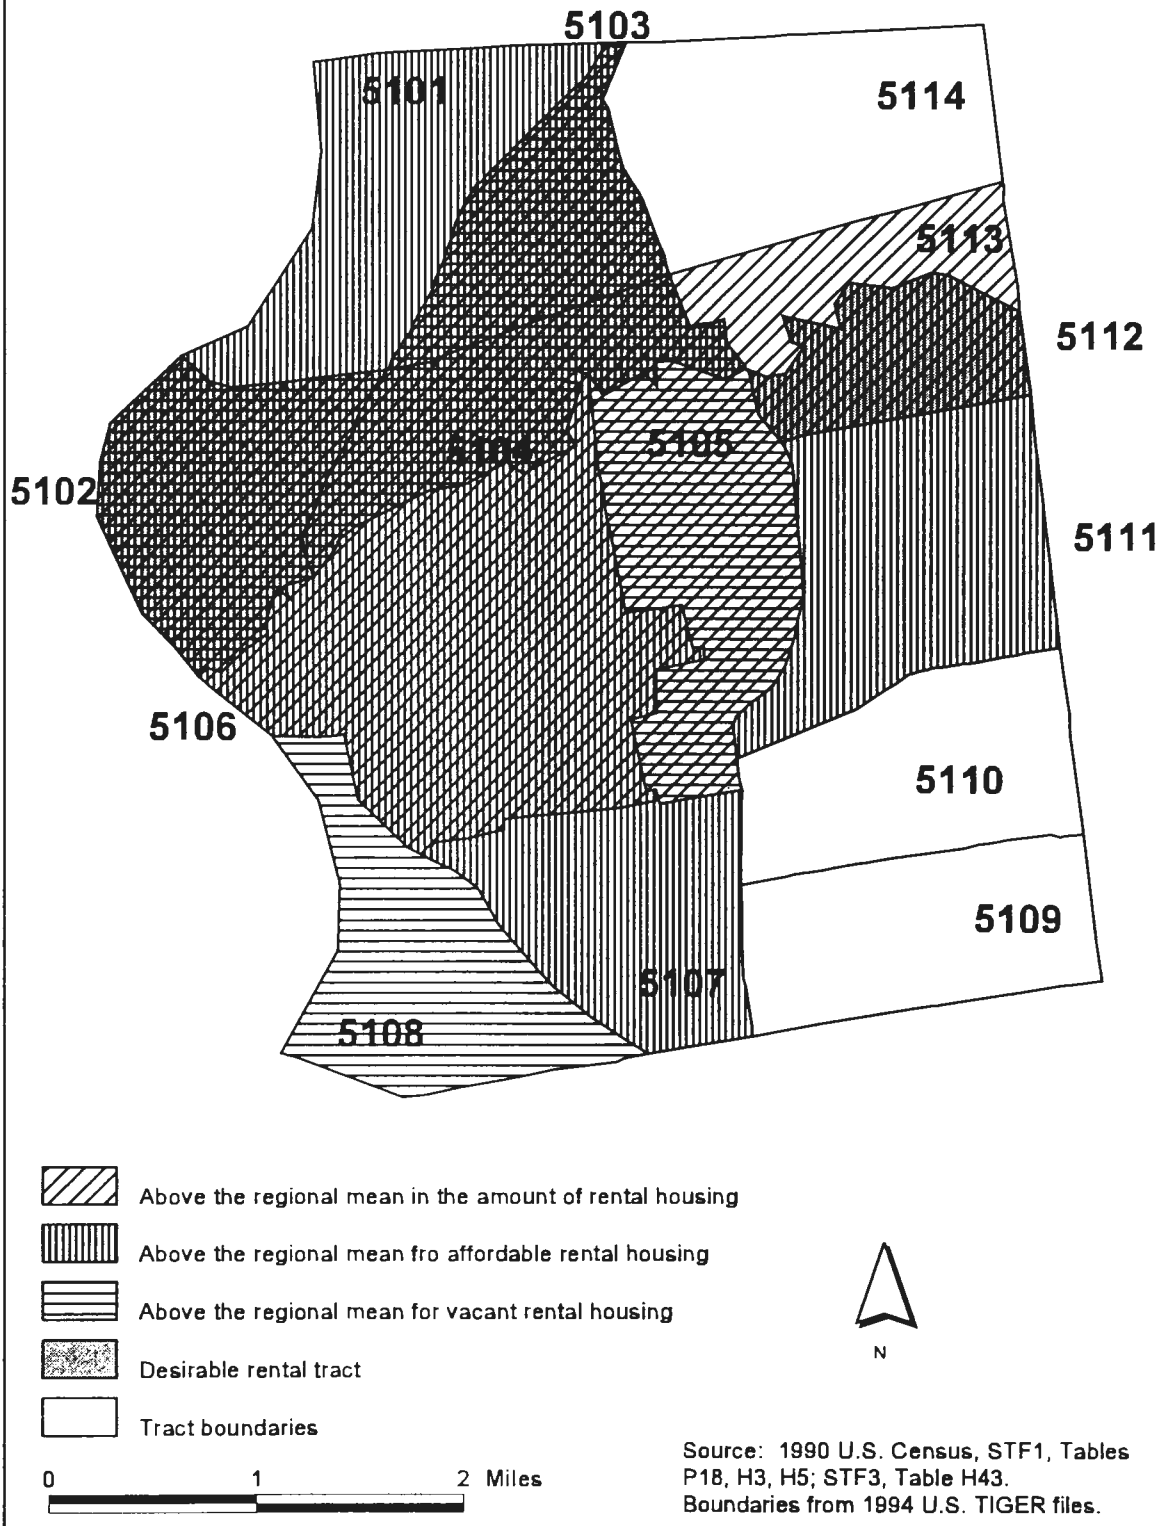 5103
5101
5114
5113
5112
5104
5105
5102
5111
5106
5110
5109
5107
5108
Above the regional mean in the amount of rental housing
Above the regional mean fro affordable rental housing
Above the regional mean for vacant rental housing
Desirable rental tract
Tract boundaries
N
0 1 2 Miles
Source: 1990 U.S. Census, STF1, Tables
P18, H3, H5; STF3, Table H43.
Boundaries from 1994 U.S. TIGER files.